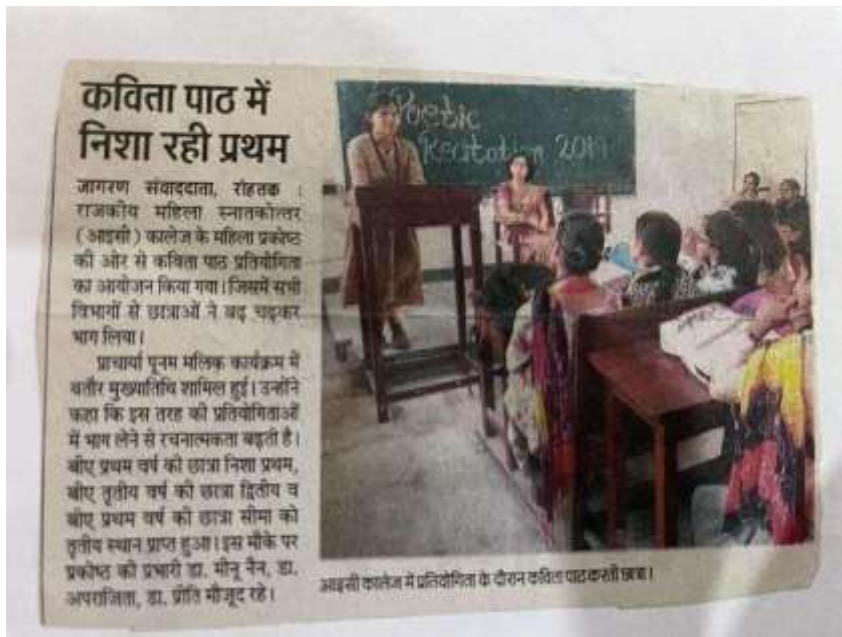 कविता पाठ में
निशा रही प्रथम
जागरण संवाददाता, रोहतक :
राजकीय महिला स्नातकोत्तर
(आइसी) कालेज के महिला प्रकोष्ठ
की ओर से कविता पाठ प्रतियोगिता
का आयोजन किया गया। जिसमें सभी
विभागों से छात्राओं ने बढ़ चढ़कर
भाग लिया।
प्राचार्या पूनम मलिक कार्यक्रम में
बतौर मुख्यातिथि शामिल हुई। उन्होंने
कहा कि इस तरह की प्रतियोगिताओं
में भाग लेने से रचनात्मकता बढ़ती है।
बीए प्रथम वर्ष की छात्रा निशा प्रथम,
बीए तृतीय वर्ष की छात्रा द्वितीय व
बीए प्रथम वर्ष की छात्रा सीमा को
तृतीय स्थान प्राप्त हुआ। इस मौके पर
प्रकोष्ठ की प्रभारी डा. मीनू नैन, डा.
अपराजिता, डा. प्रीति मौजूद रहे।
Poetic
Recitation 2019
आइसी कालेज में प्रतियोगिता के दौरान कविता पाठ करती छात्रा।